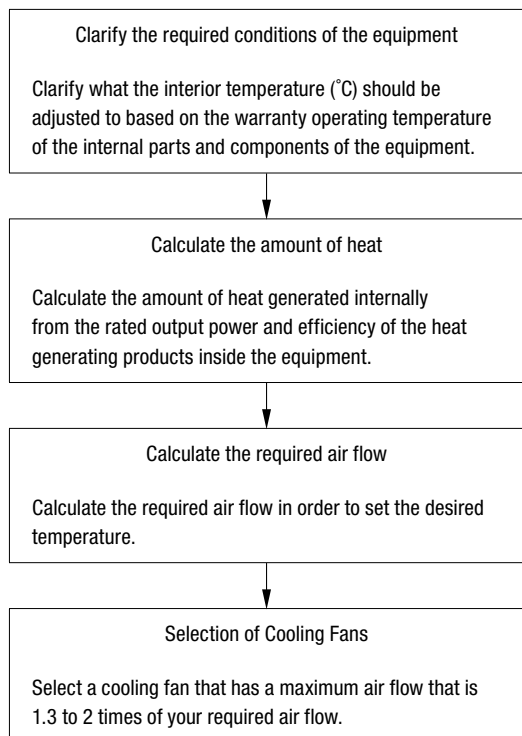 Clarify the required conditions of the equipment
Clarify what the interior temperature (˚C) should be
adjusted to based on the warranty operating temperature
of the internal parts and components of the equipment.
Calculate the amount of heat
Calculate the amount of heat generated internally
from the rated output power and efficiency of the heat
generating products inside the equipment.
Calculate the required air flow
Calculate the required air flow in order to set the desired
temperature.
Selection of Cooling Fans
Select a cooling fan that has a maximum air flow that is
1.3 to 2 times of your required air flow.